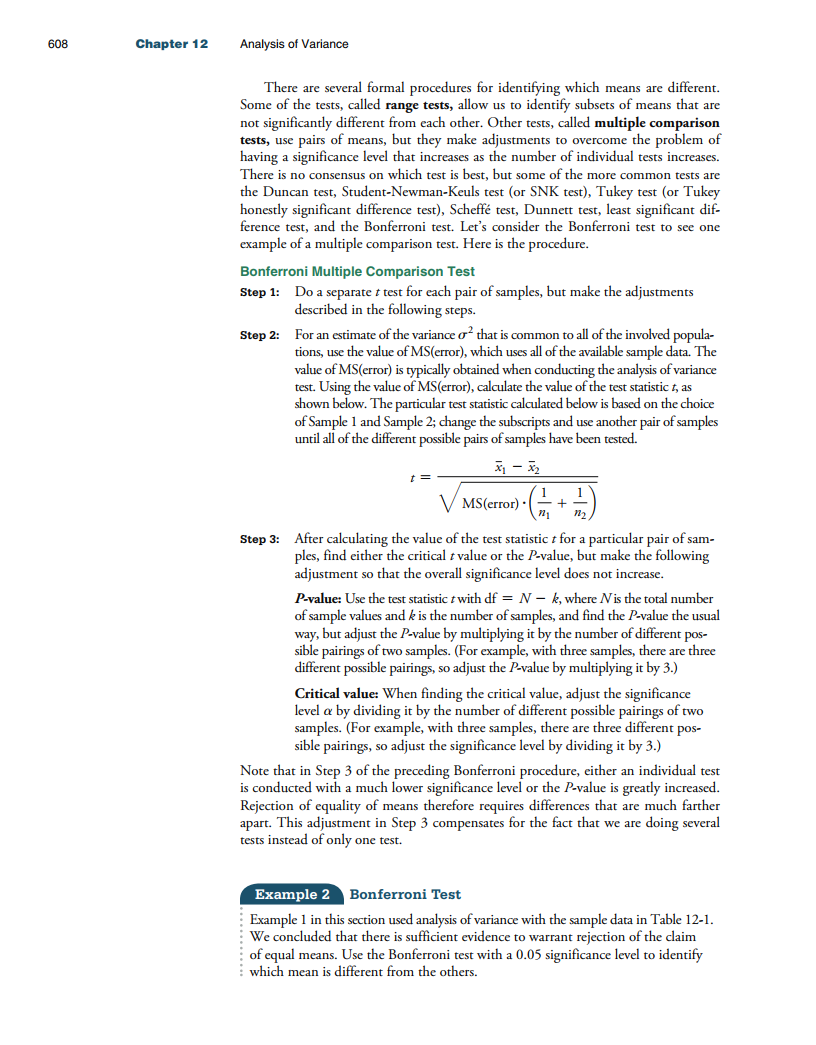 608 Chapter 12 Analysis of Variance
There are several formal procedures for identifying which means are different.
Some of the tests, called range tests, allow us to identify subsets of means that are
not significantly different from each other. Other tests, called multiple comparison
tests, use pairs of means, but they make adjustments to overcome the problem of
having a significance level that increases as the number of individual tests increases.
There is no consensus on which test is best, but some of the more common tests are
the Duncan test, Student-Newman-Keuls test (or SNK test), Tukey test (or Tukey
honestly significant difference test), Scheffé test, Dunnett test, least significant dif-
ference test, and the Bonferroni test. Let's consider the Bonferroni test to see one
example of a multiple comparison test. Here is the procedure.
Bonferroni Multiple Comparison Test
Step 1: Do a separate t test for each pair of samples, but make the adjustments
described in the following steps.
Step 2: For an estimate of the variance σ² that is common to all of the involved popula-
tions, use the value of MS(error), which uses all of the available sample data. The
value of MS(error) is typically obtained when conducting the analysis of variance
test. Using the value of MS(error), calculate the value of the test statistic t, as
shown below. The particular test statistic calculated below is based on the choice
of Sample 1 and Sample 2; change the subscripts and use another pair of samples
until all of the different possible pairs of samples have been tested.
t = (x̄₁ − x̄₂) / √(MS(error) · (1/n₁ + 1/n₂))
Step 3: After calculating the value of the test statistic t for a particular pair of sam-
ples, find either the critical t value or the P-value, but make the following
adjustment so that the overall significance level does not increase.
P-value: Use the test statistic t with df = N − k, where N is the total number
of sample values and k is the number of samples, and find the P-value the usual
way, but adjust the P-value by multiplying it by the number of different pos-
sible pairings of two samples. (For example, with three samples, there are three
different possible pairings, so adjust the P-value by multiplying it by 3.)
Critical value: When finding the critical value, adjust the significance
level α by dividing it by the number of different possible pairings of two
samples. (For example, with three samples, there are three different pos-
sible pairings, so adjust the significance level by dividing it by 3.)
Note that in Step 3 of the preceding Bonferroni procedure, either an individual test
is conducted with a much lower significance level or the P-value is greatly increased.
Rejection of equality of means therefore requires differences that are much farther
apart. This adjustment in Step 3 compensates for the fact that we are doing several
tests instead of only one test.
Example 2 Bonferroni Test
Example 1 in this section used analysis of variance with the sample data in Table 12-1.
We concluded that there is sufficient evidence to warrant rejection of the claim
of equal means. Use the Bonferroni test with a 0.05 significance level to identify
which mean is different from the others.